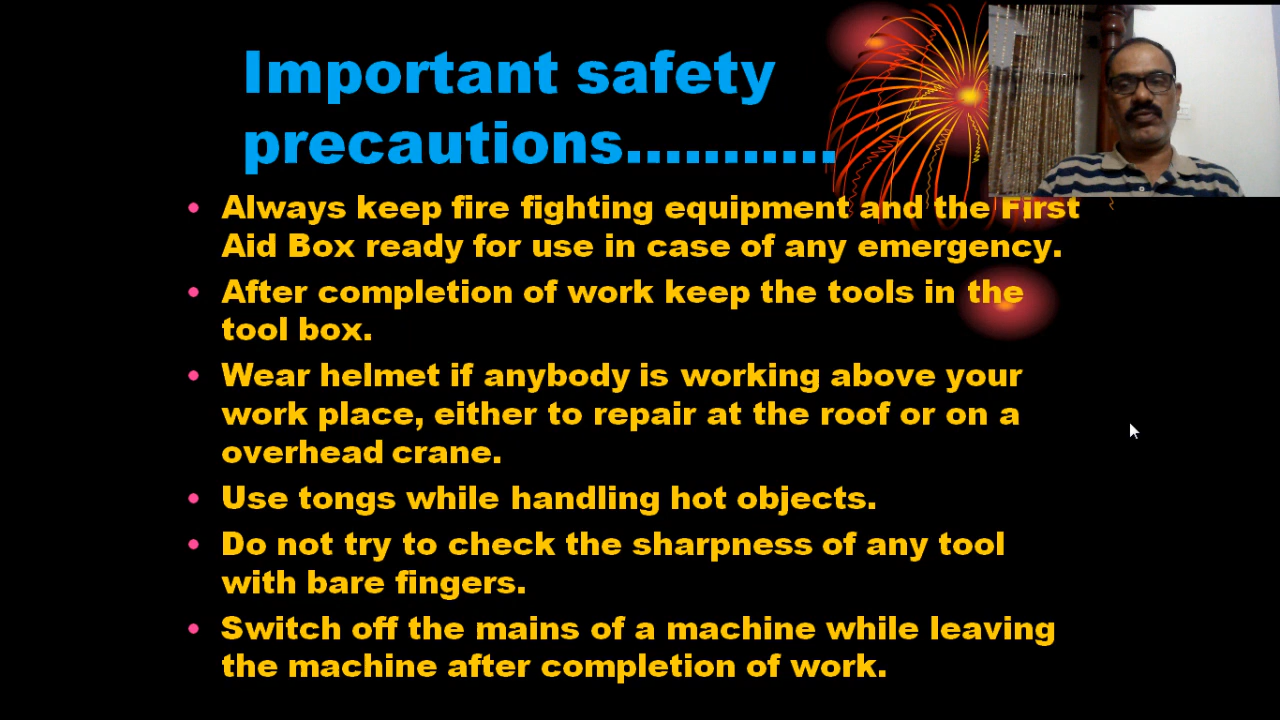 Important safety
precautions...........
• Always keep fire fighting equipment and the First
Aid Box ready for use in case of any emergency.
• After completion of work keep the tools in the
tool box.
• Wear helmet if anybody is working above your
work place, either to repair at the roof or on a
overhead crane.
• Use tongs while handling hot objects.
• Do not try to check the sharpness of any tool
with bare fingers.
• Switch off the mains of a machine while leaving
the machine after completion of work.